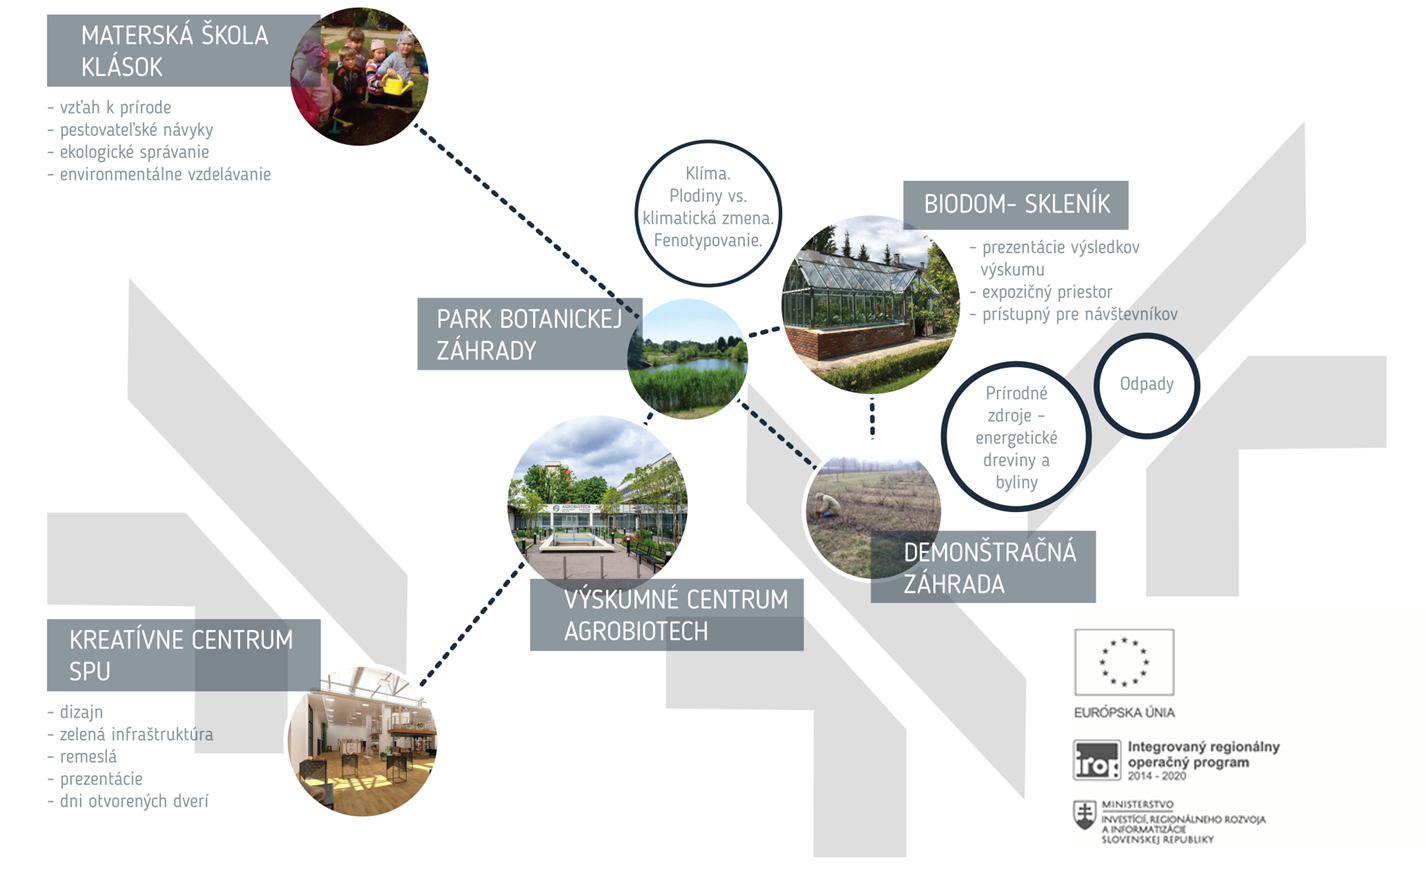 MATERSKÁ ŠKOLA
KLÁSOK
- vzťah k prírode
- pestovateľské návyky
- ekologické správanie
- environmentálne vzdelávanie
Klíma.
Plodiny vs.
klimatická zmena.
Fenotypovanie.
BIODOM- SKLENÍK
- prezentácie výsledkov
výskumu
- expozičný priestor
- prístupný pre návštevníkov
PARK BOTANICKEJ
ZÁHRADY
Prírodné
zdroje –
energetické
dreviny a
byliny
Odpady
AGROBIOTECH
DEMONŠTRAČNÁ
ZÁHRADA
VÝSKUMNÉ CENTRUM
AGROBIOTECH
KREATÍVNE CENTRUM
SPU
- dizajn
- zelená infraštruktúra
- remeslá
- prezentácie
- dni otvorených dverí
EURÓPSKA ÚNIA
irop
Integrovaný regionálny
operačný program
2014 - 2020
MINISTERSTVO
INVESTÍCIÍ, REGIONÁLNEHO ROZVOJA
A INFORMATIZÁCIE
SLOVENSKEJ REPUBLIKY